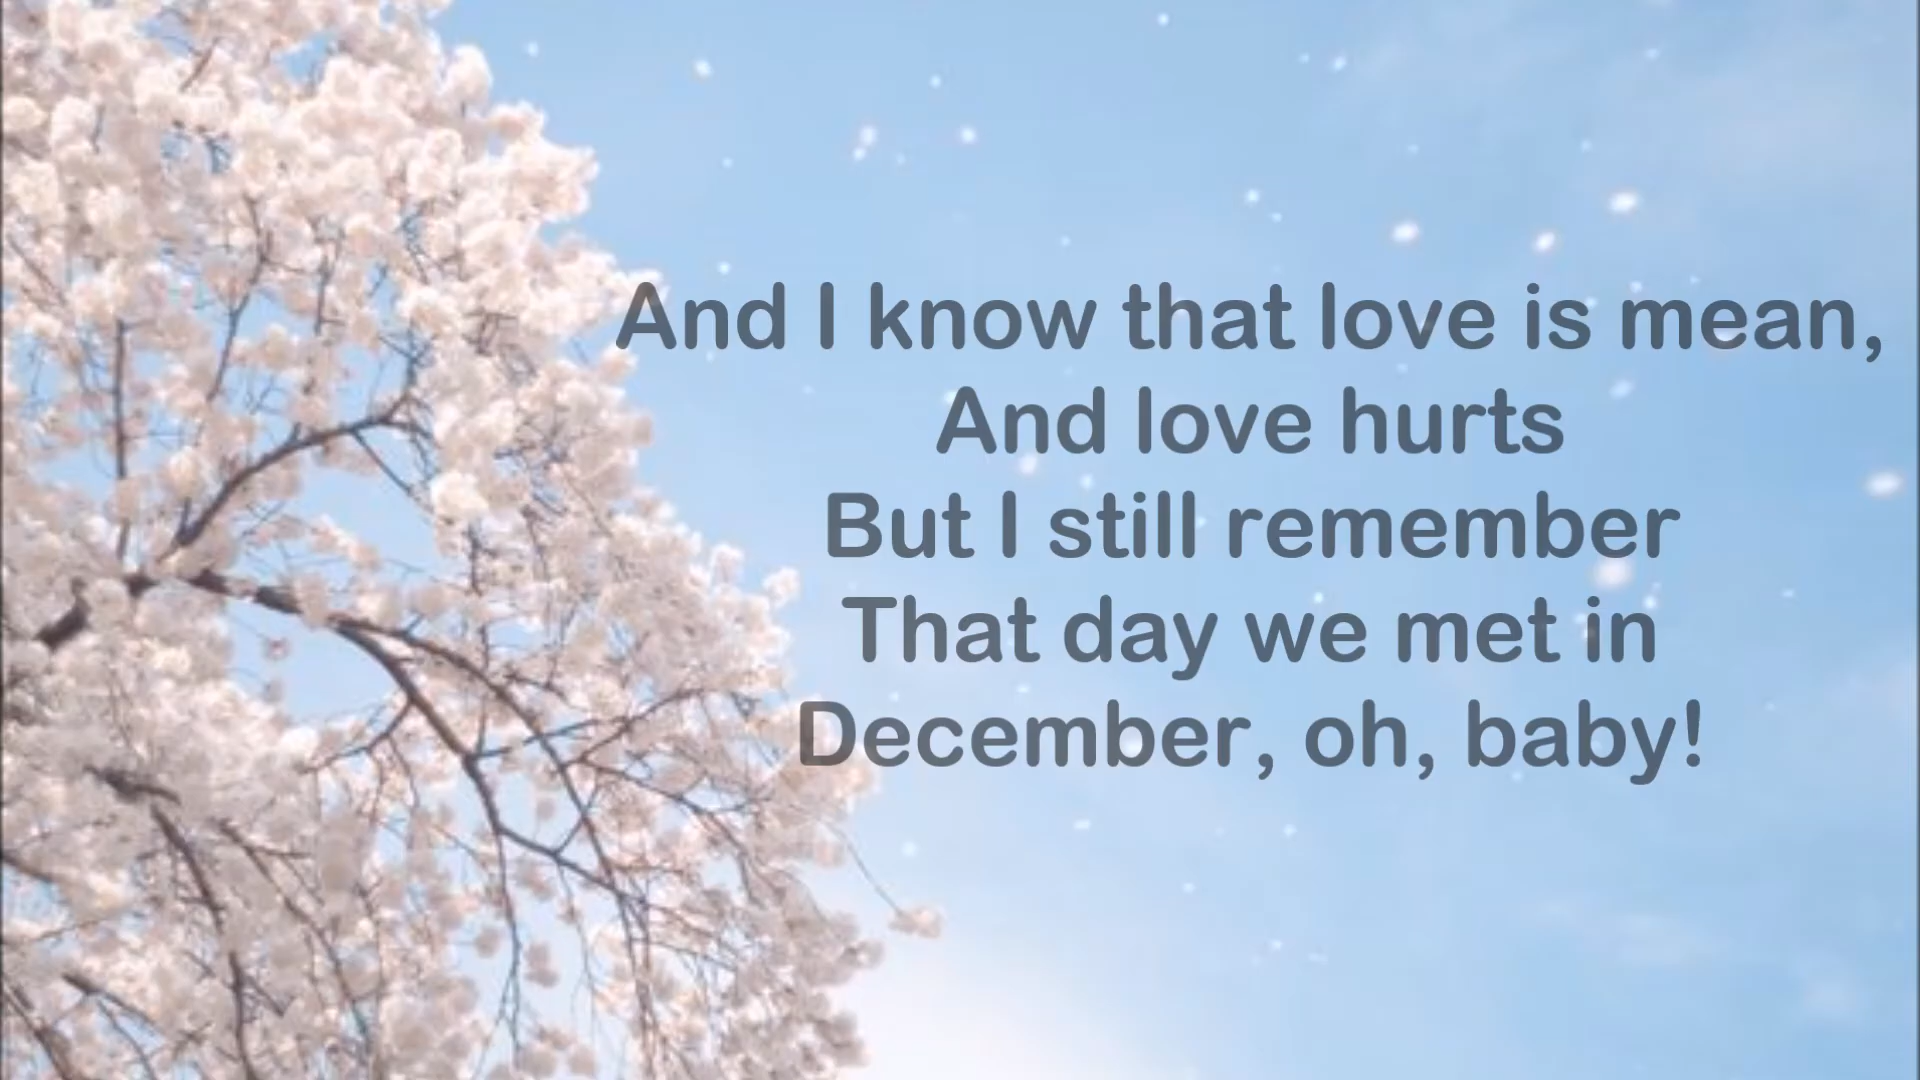 And I know that love is mean,
And love hurts
But I still remember
That day we met in
December, oh, baby!